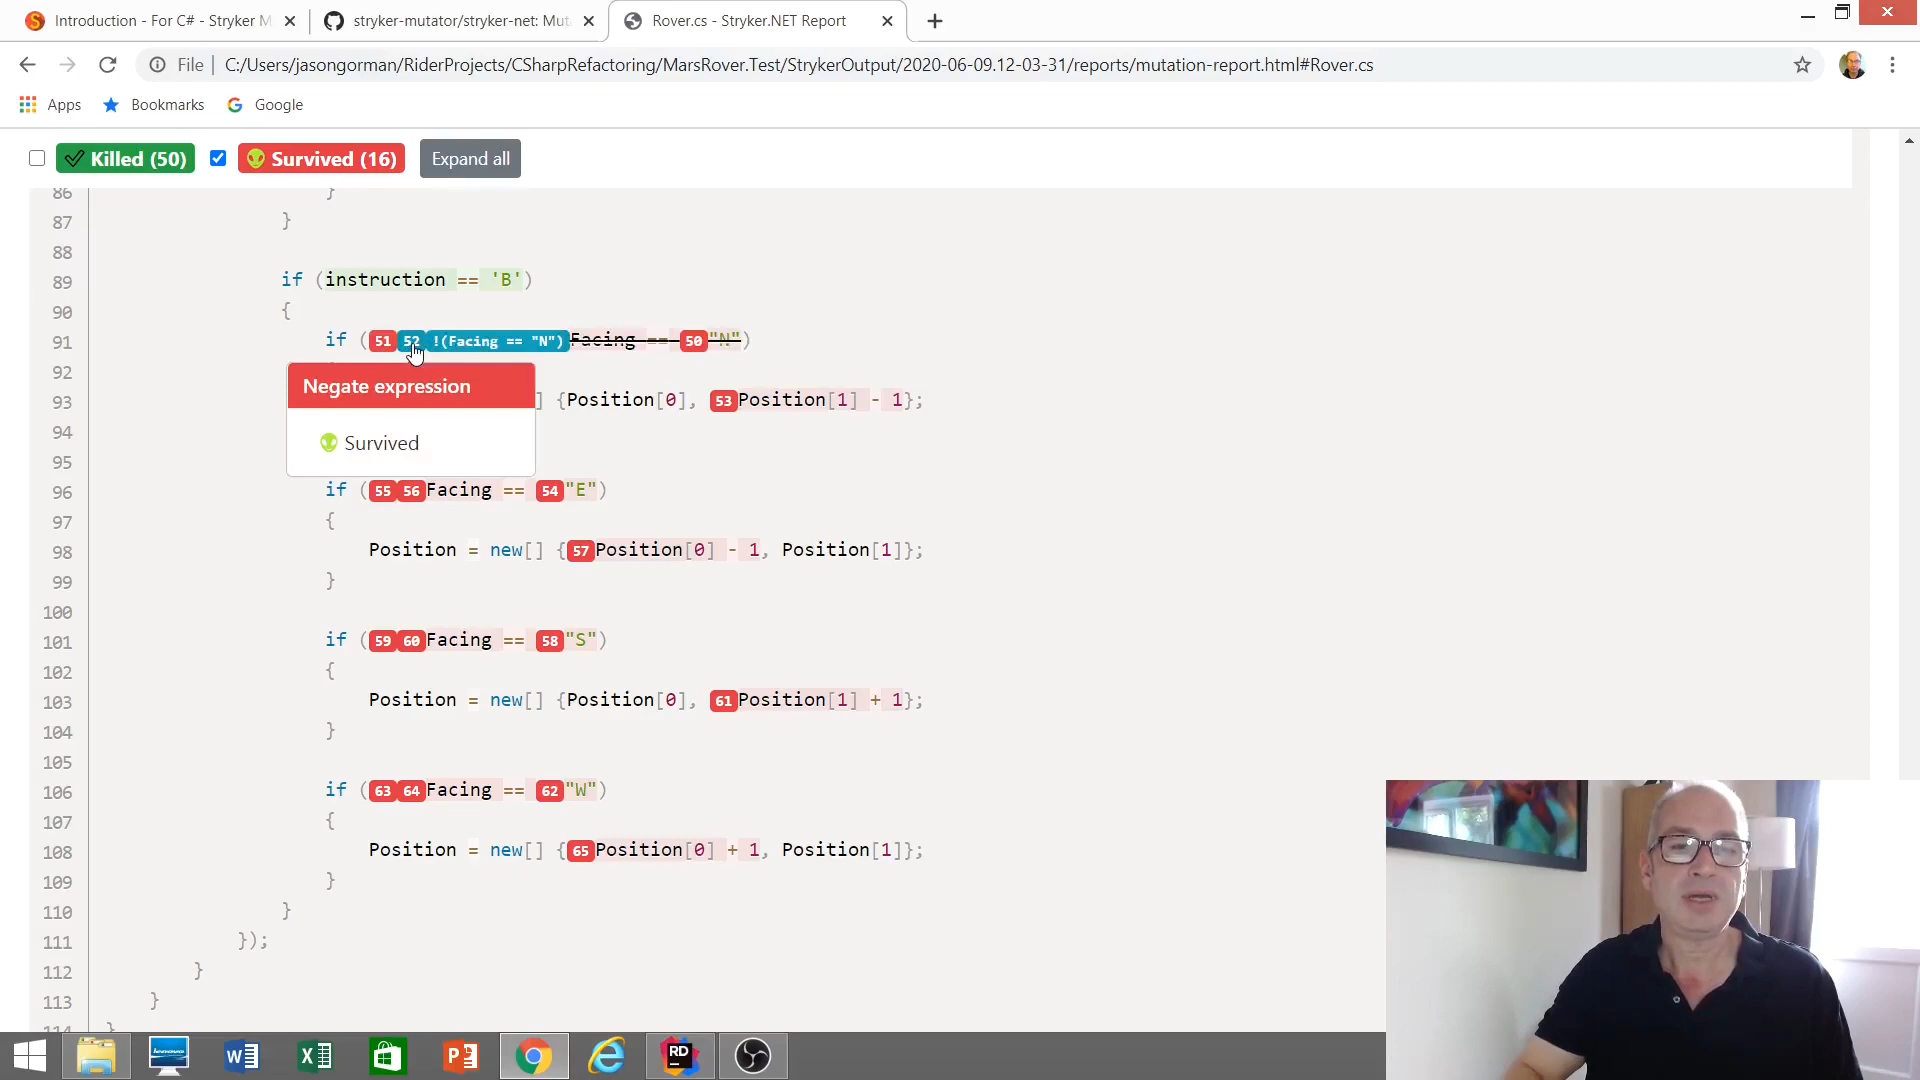 Introduction - For C# - Stryker M
stryker-mutator/stryker-net: Mut
Rover.cs - Stryker.NET Report
File
C:/Users/jasongorman/RiderProjects/CSharpRefactoring/MarsRover.Test/StrykerOutput/2020-06-09.12-03-31/reports/mutation-report.html#Rover.cs
Apps
Bookmarks
Google
Killed (50)
Survived (16)
Expand all
86 }
87 }
88
89 if (instruction == 'B')
90 {
91 if (51 52 !(Facing == "N") Facing == 50 "N")
92
Negate expression
93 ] {Position[0], 53 Position[1] - 1};
94
Survived
95
96 if (55 56 Facing == 54 "E")
97 {
98 Position = new[] {57 Position[0] - 1, Position[1]};
99 }
100
101 if (59 60 Facing == 58 "S")
102 {
103 Position = new[] {Position[0], 61 Position[1] + 1};
104 }
105
106 if (63 64 Facing == 62 "W")
107 {
108 Position = new[] {65 Position[0] + 1, Position[1]};
109 }
110 }
111 });
112 }
113 }
114 }
lenovo
W
X
P
RD